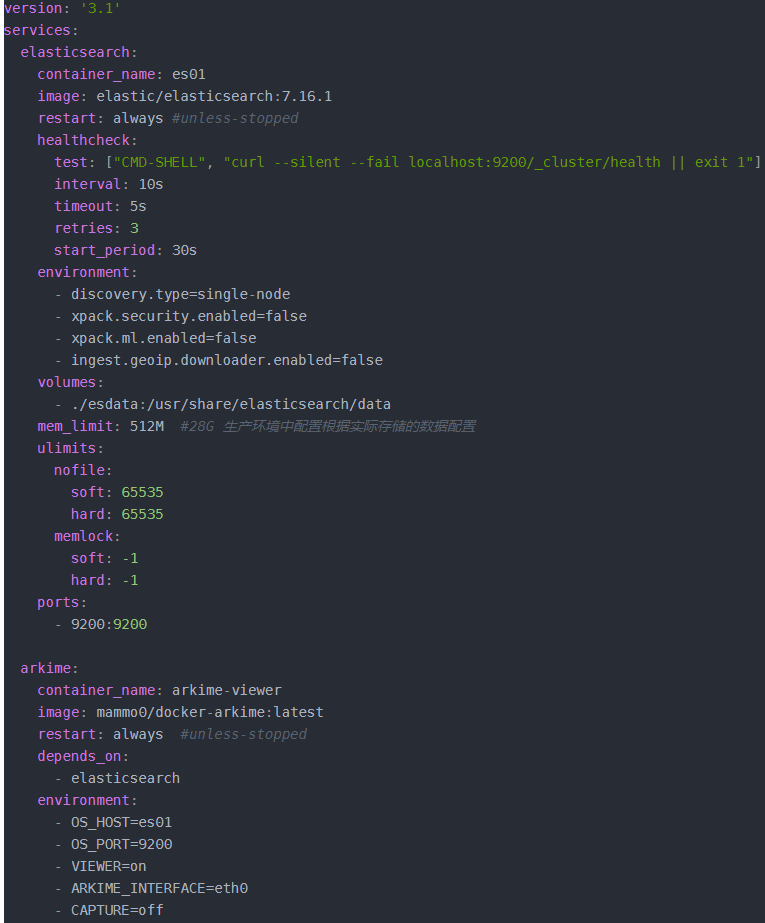 version: '3.1'
services:
  elasticsearch:
    container_name: es01
    image: elastic/elasticsearch:7.16.1
    restart: always #unless-stopped
    healthcheck:
      test: ["CMD-SHELL", "curl --silent --fail localhost:9200/_cluster/health || exit 1"]
      interval: 10s
      timeout: 5s
      retries: 3
      start_period: 30s
    environment:
      - discovery.type=single-node
      - xpack.security.enabled=false
      - xpack.ml.enabled=false
      - ingest.geoip.downloader.enabled=false
    volumes:
      - ./esdata:/usr/share/elasticsearch/data
    mem_limit: 512M  #28G 生产环境中配置根据实际存储的数据配置
    ulimits:
      nofile:
        soft: 65535
        hard: 65535
      memlock:
        soft: -1
        hard: -1
    ports:
      - 9200:9200

  arkime:
    container_name: arkime-viewer
    image: mammo0/docker-arkime:latest
    restart: always  #unless-stopped
    depends_on:
      - elasticsearch
    environment:
      - OS_HOST=es01
      - OS_PORT=9200
      - VIEWER=on
      - ARKIME_INTERFACE=eth0
      - CAPTURE=off